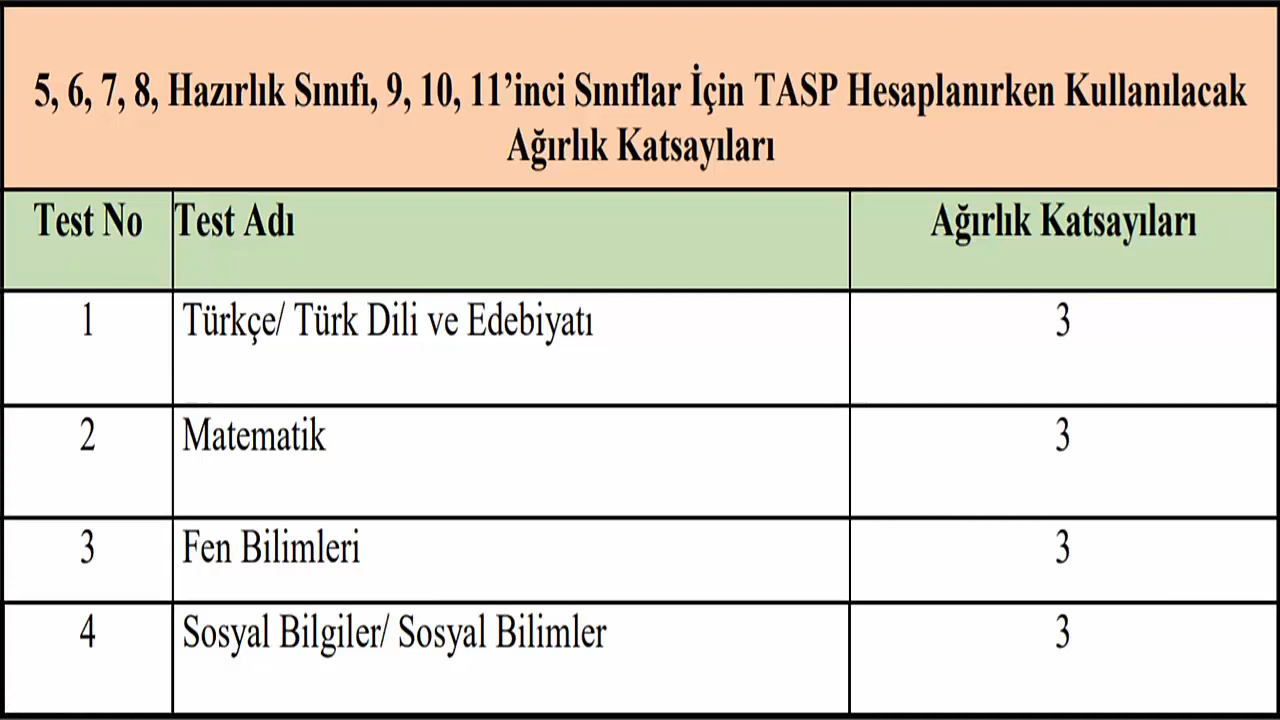 5, 6, 7, 8, Hazırlık Sınıfı, 9, 10, 11’inci Sınıflar İçin TASP Hesaplanırken Kullanılacak
Ağırlık Katsayıları
Test No Test Adı Ağırlık Katsayıları
1 Türkçe/ Türk Dili ve Edebiyatı 3
2 Matematik 3
3 Fen Bilimleri 3
4 Sosyal Bilgiler/ Sosyal Bilimler 3